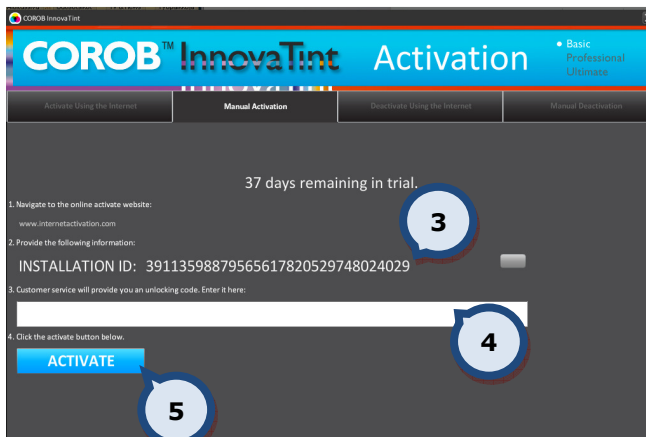 COROB InnovaTint
COROB™ InnovaTint Activation
Basic
Professional
Ultimate
Activate Using the Internet Manual Activation Deactivate Using the Internet Manual Deactivation
37 days remaining in trial.
3
1. Navigate to the online activate website:
www.internetactivation.com
2. Provide the following information:
INSTALLATION ID: 39113598879565617820529748024029
3. Customer service will provide you an unlocking code. Enter it here:
4
4. Click the activate button below.
ACTIVATE
5